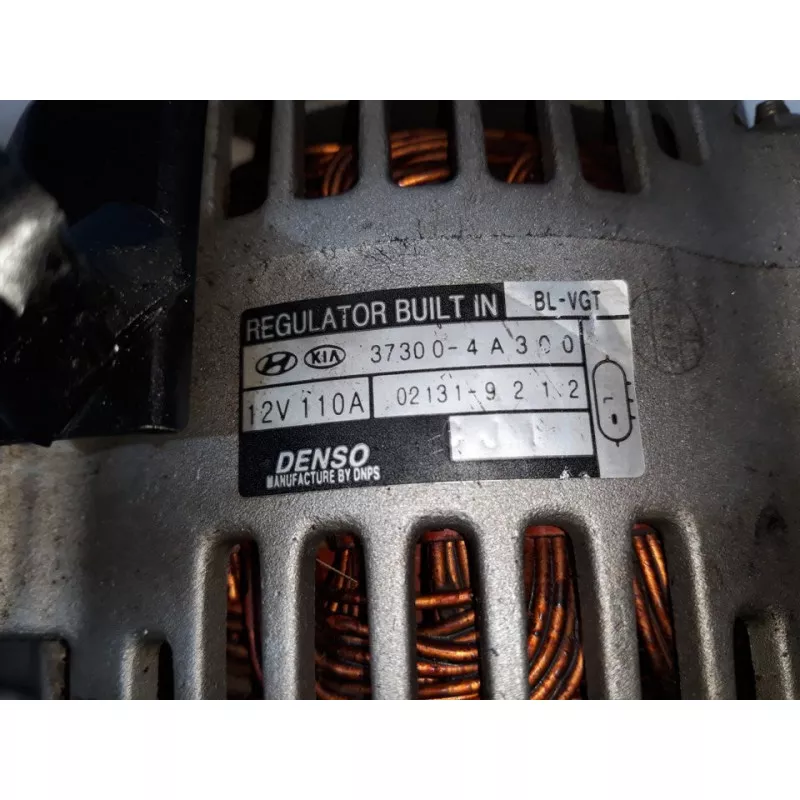 REGULATOR BUILT IN BL-VGT
KIA 37300-4A300
12V 110A 02131-9212
DENSO
MANUFACTURE BY DNPS
L